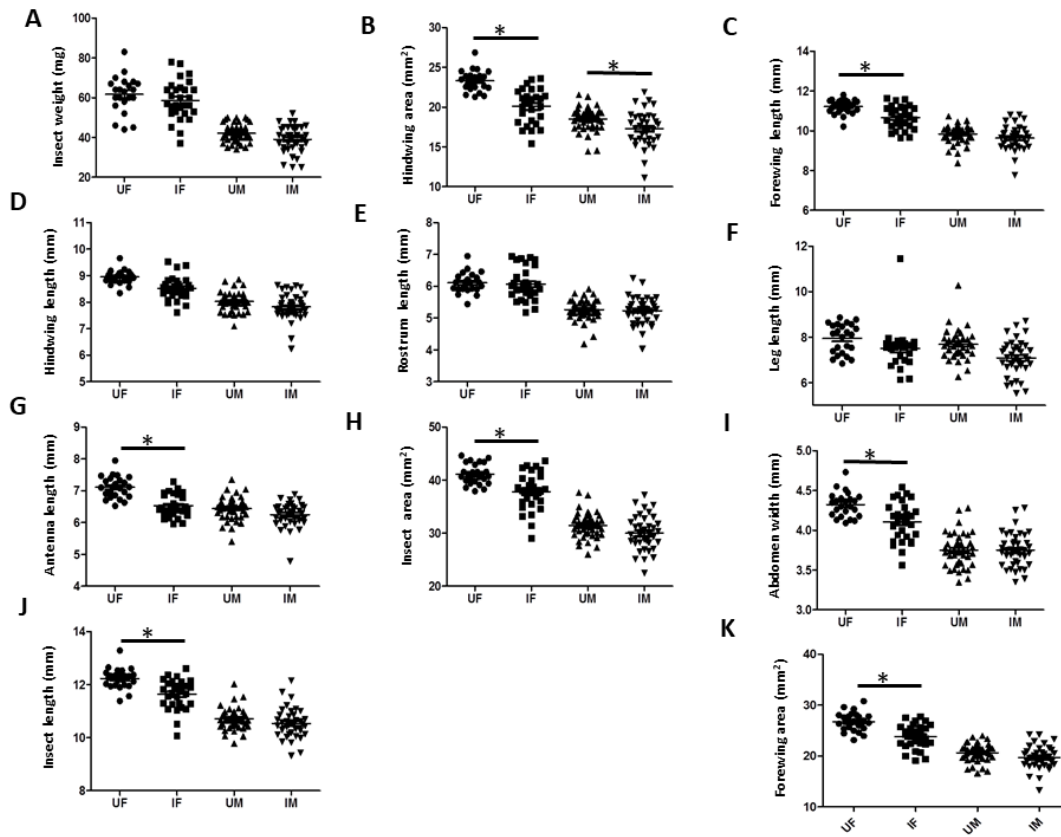 A
Insect weight (mg)
100
80
60
40
20
UF IF UM IM
B
Hindwing area (mm²)
25
20
15
10
* *
UF IF UM IM
C
Forewing length (mm)
14
12
10
8
6
*
UF IF UM IM
D
Hindwing length (mm)
11
10
9
8
7
6
5
UF IF UM IM
E
Rostrum length (mm)
8
7
6
5
4
3
UF IF UM IM
F
Leg length (mm)
12
10
8
6
UF IF UM IM
G
Antenna length (mm)
9
8
7
6
5
4
*
UF IF UM IM
H
Insect area (mm²)
50
40
30
20
*
UF IF UM IM
I
Abdomen width (mm)
5.0
4.5
4.0
3.5
3.0
*
UF IF UM IM
J
Insect length (mm)
14
12
10
8
*
UF IF UM IM
K
Forewing area (mm²)
40
30
20
10
*
UF IF UM IM